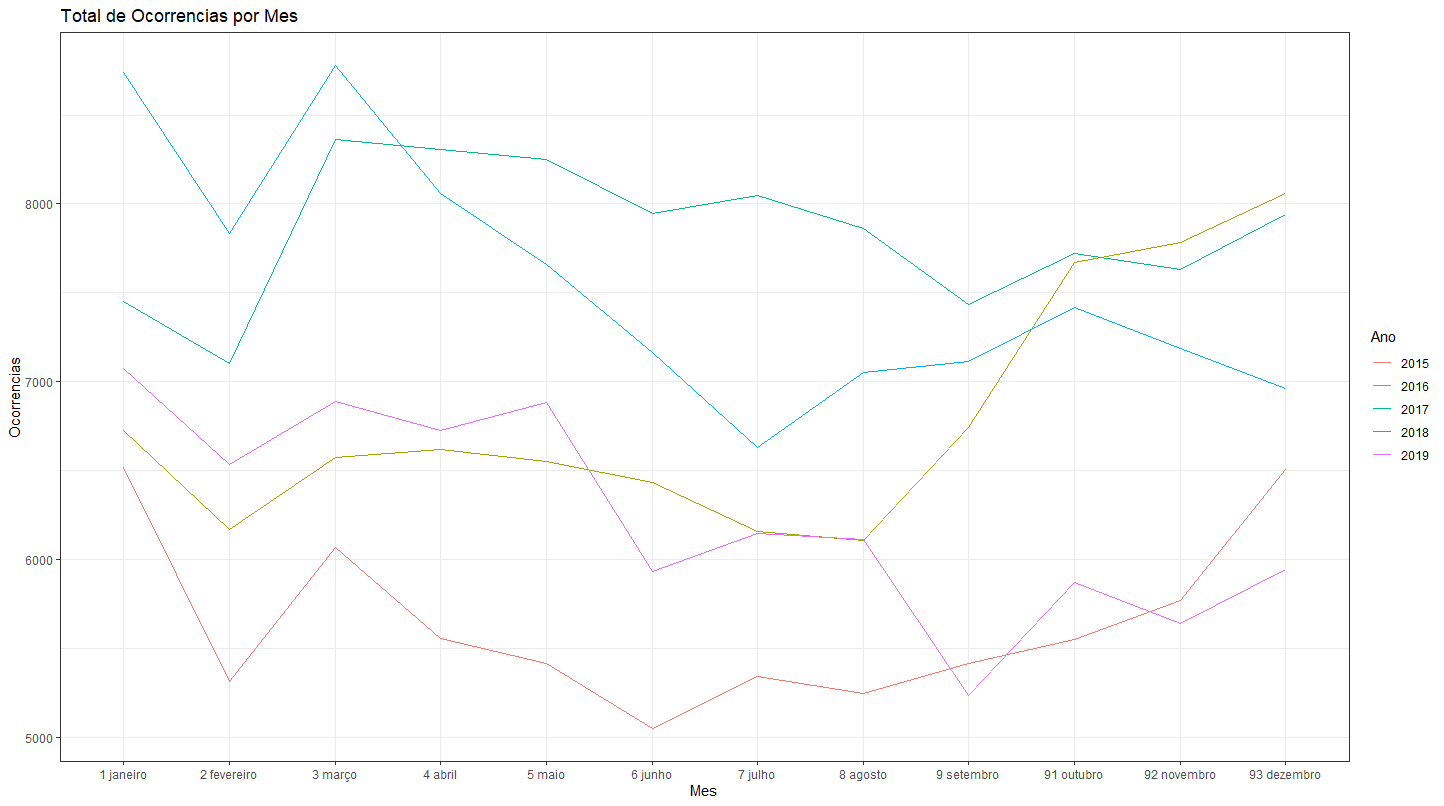 Total de Ocorrencias por Mes
Ocorrencias
8000
7000
6000
5000
1 janeiro
2 fevereiro
3 março
4 abril
5 maio
6 junho
7 julho
8 agosto
9 setembro
91 outubro
92 novembro
93 dezembro
Mes
Ano
2015
2016
2017
2018
2019